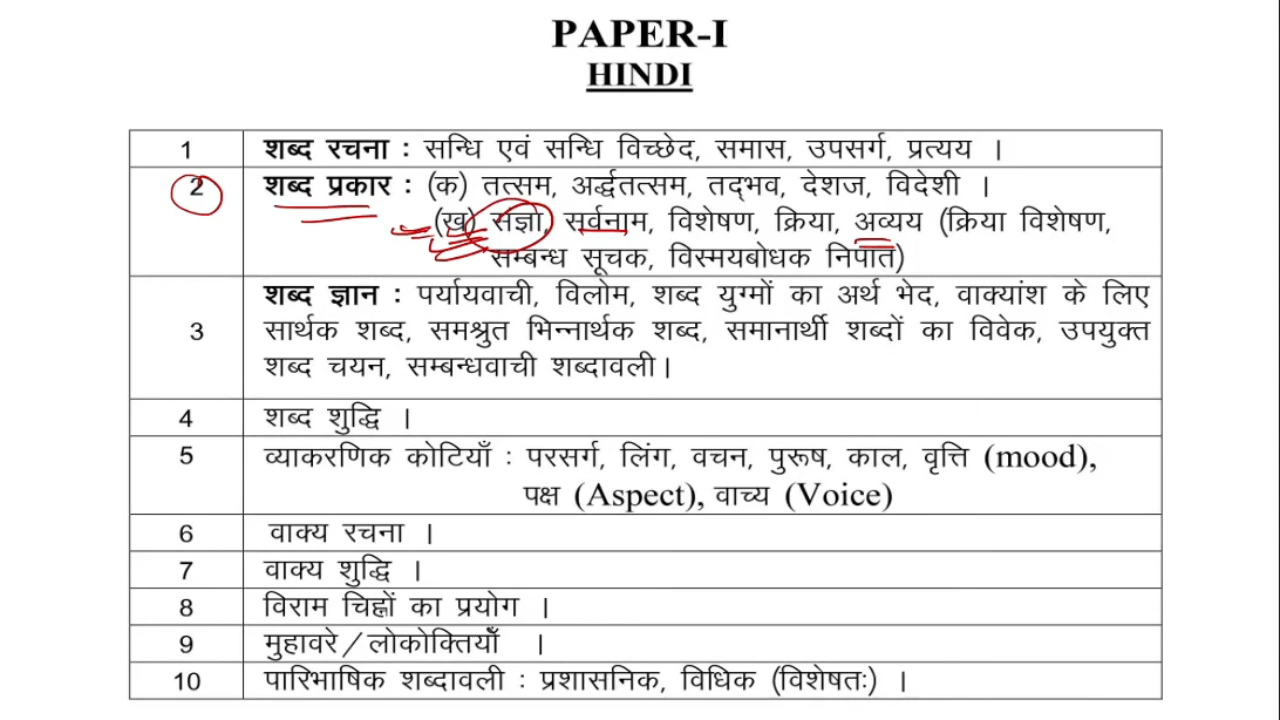 PAPER-I
HINDI
1 शब्द रचना : सन्धि एवं सन्धि विच्छेद, समास, उपसर्ग, प्रत्यय ।
2 शब्द प्रकार : (क) तत्सम, अर्द्धतत्सम, तद्भव, देशज, विदेशी ।
(ख) संज्ञा, सर्वनाम, विशेषण, क्रिया, अव्यय (क्रिया विशेषण,
सम्बन्ध सूचक, विस्मयबोधक निपात)
शब्द ज्ञान : पर्यायवाची, विलोम, शब्द युग्मों का अर्थ भेद, वाक्यांश के लिए
3 सार्थक शब्द, समश्रुत भिन्नार्थक शब्द, समानार्थी शब्दों का विवेक, उपयुक्त
शब्द चयन, सम्बन्धवाची शब्दावली।
4 शब्द शुद्धि ।
5 व्याकरणिक कोटियाँ : परसर्ग, लिंग, वचन, पुरूष, काल, वृत्ति (mood),
पक्ष (Aspect), वाच्य (Voice)
6 वाक्य रचना ।
7 वाक्य शुद्धि ।
8 विराम चिह्नों का प्रयोग ।
9 मुहावरे/लोकोक्तियाँ ।
10 पारिभाषिक शब्दावली : प्रशासनिक, विधिक (विशेषतः) ।